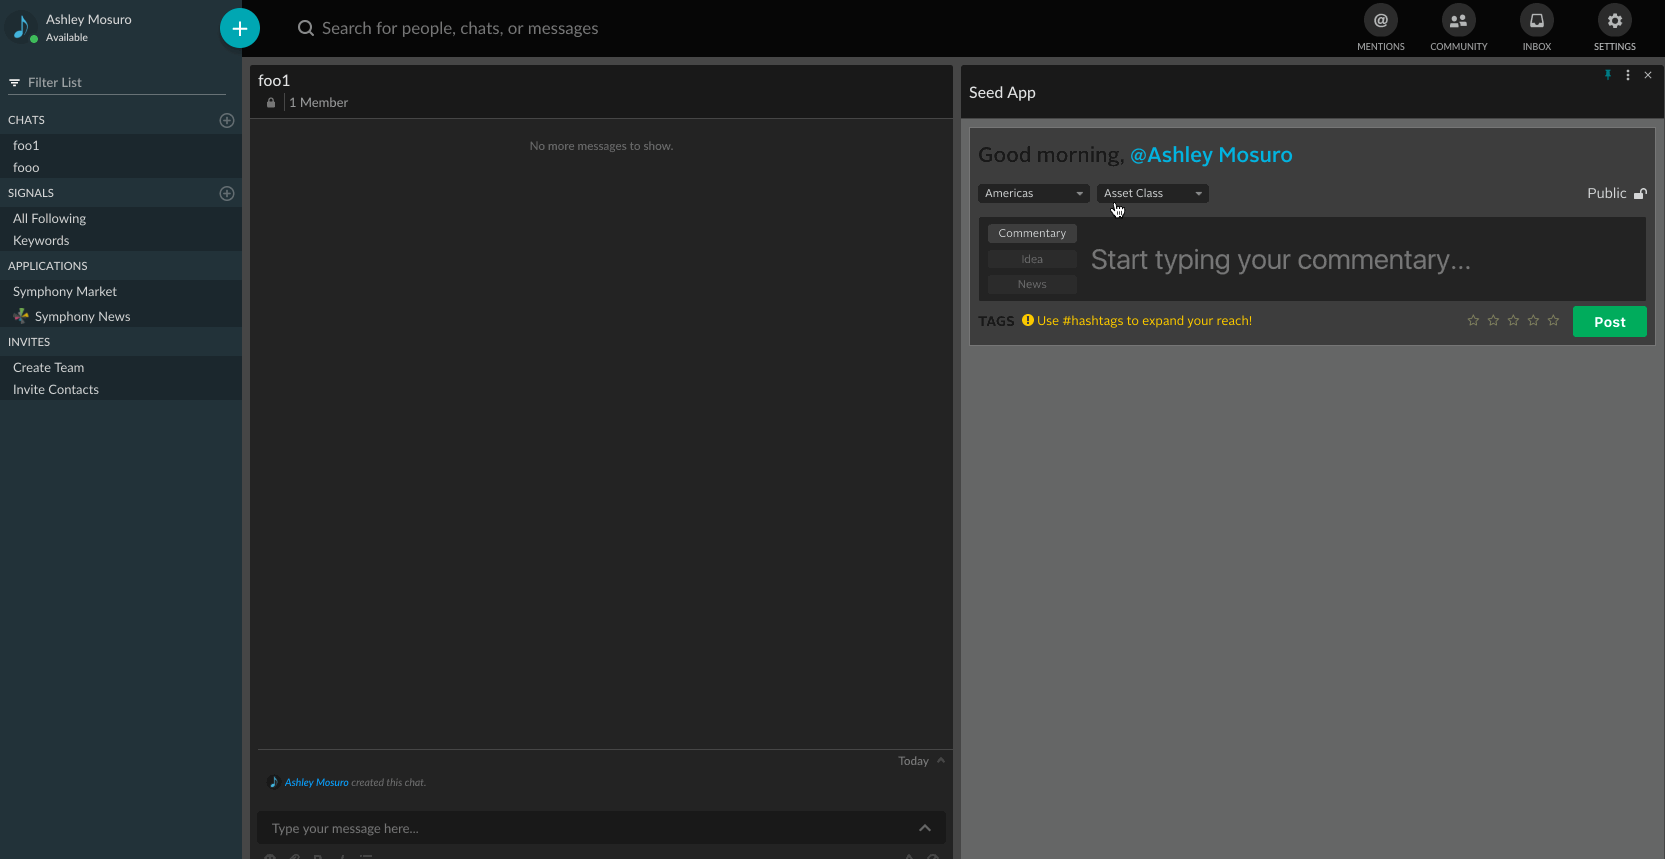 Ashley Mosuro
Available
+
Search for people, chats, or messages
@
MENTIONS
COMMUNITY
INBOX
SETTINGS
Filter List
CHATS
foo1
fooo
SIGNALS
All Following
Keywords
APPLICATIONS
Symphony Market
Symphony News
INVITES
Create Team
Invite Contacts
foo1
1 Member
No more messages to show.
Today
Ashley Mosuro created this chat.
Type your message here...
Seed App
Good morning, @Ashley Mosuro
Americas
Asset Class
Public
Commentary
Idea
News
Start typing your commentary...
TAGS
Use #hashtags to expand your reach!
Post